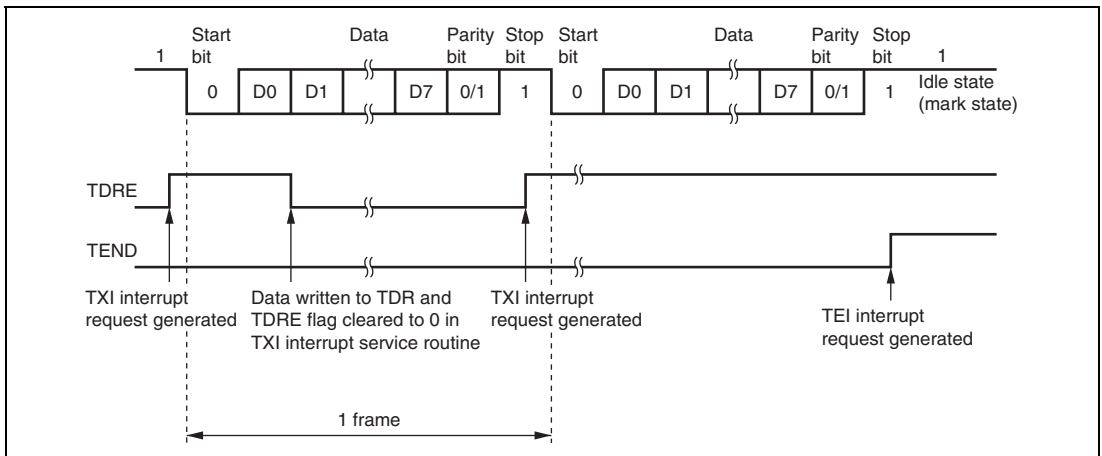 1
Start bit
Data
Parity bit
Stop bit
Start bit
Data
Parity bit
Stop bit
1
0
D0
D1
D7
0/1
1
0
D0
D1
D7
0/1
1
Idle state
(mark state)
TDRE
TEND
TXI interrupt
request generated
Data written to TDR and
TDRE flag cleared to 0 in
TXI interrupt service routine
TXI interrupt
request generated
TEI interrupt
request generated
1 frame